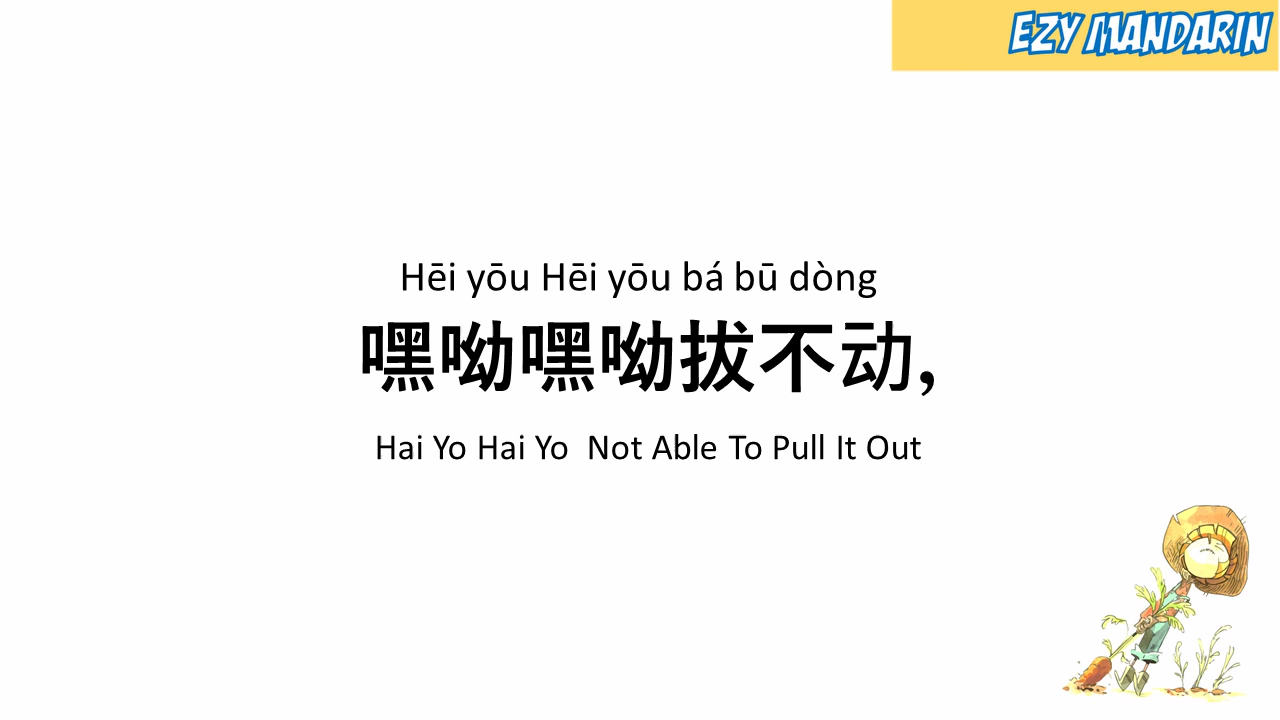 EZY MANDARIN
Hēi yōu Hēi yōu bá bū dòng
嘿呦嘿呦拔不动,
Hai Yo Hai Yo  Not Able To Pull It Out